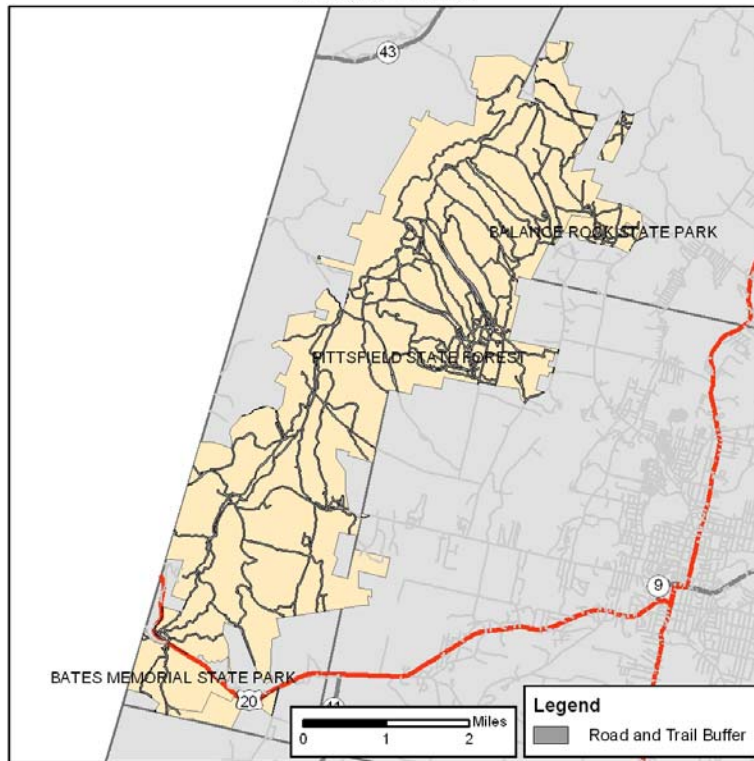 43
BALANCE ROCK STATE PARK
PITTSFIELD STATE FOREST
9
BATES MEMORIAL STATE PARK
20
Miles
0 1 2
Legend
Road and Trail Buffer